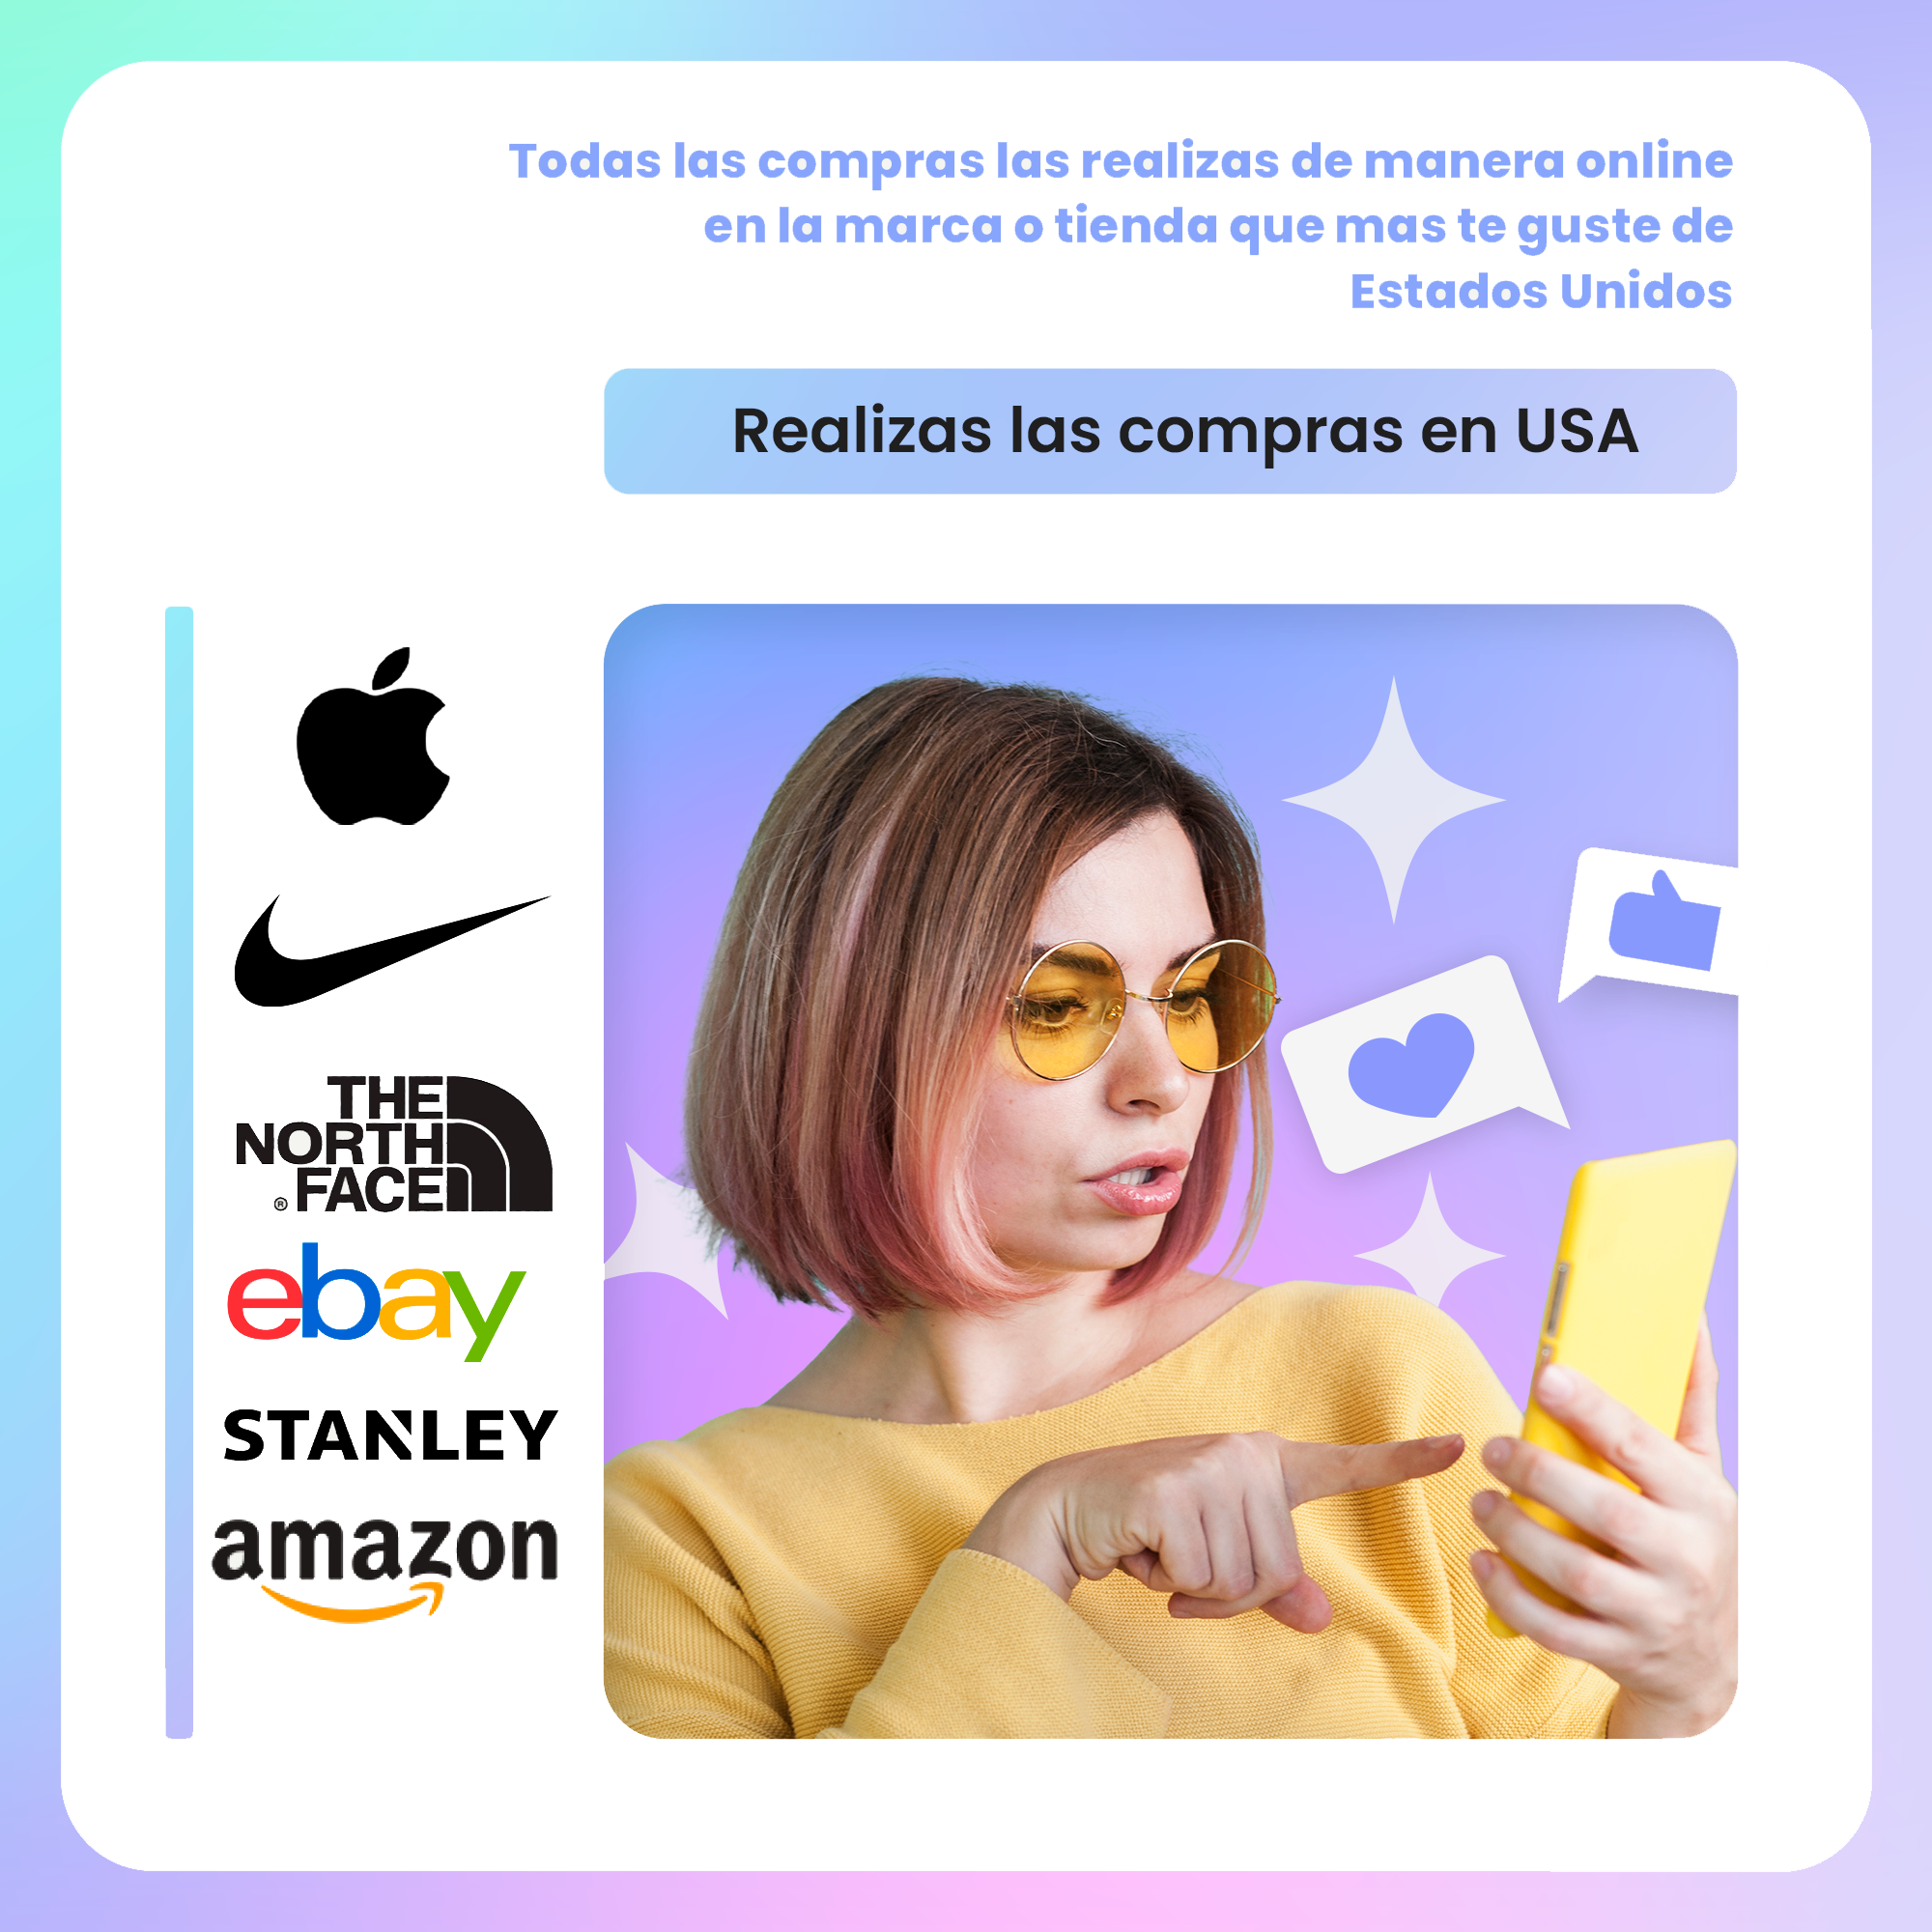 Todas las compras las realizas de manera online
en la marca o tienda que mas te guste de
Estados Unidos
Realizas las compras en USA
THE
NORTH
® FACE
ebay
STANLEY
amazon